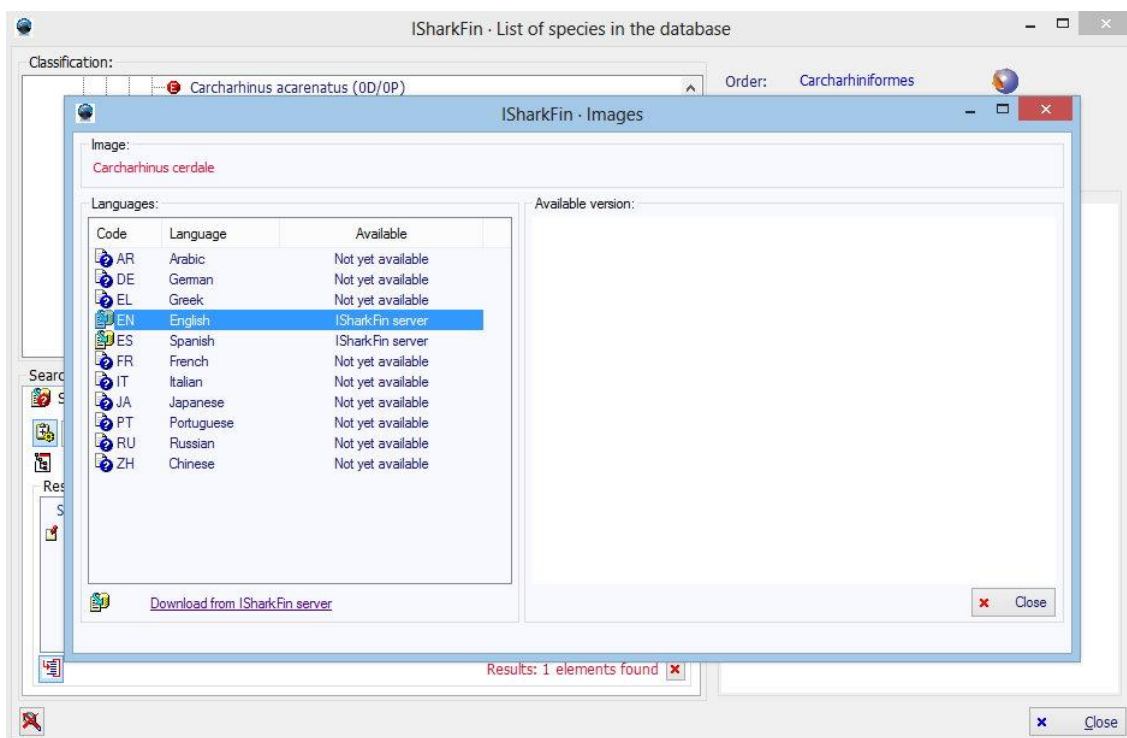 ISharkFin · List of species in the database
Classification:
Carcharhinus acarenatus (0D/0P)
Order: Carcharhiniformes
ISharkFin · Images
Image:
Carcharhinus cerdale
Languages:
Available version:
Code Language Available
AR Arabic Not yet available
DE German Not yet available
EL Greek Not yet available
EN English ISharkFin server
ES Spanish ISharkFin server
FR French Not yet available
IT Italian Not yet available
JA Japanese Not yet available
PT Portuguese Not yet available
RU Russian Not yet available
ZH Chinese Not yet available
Searc
S
Res
S
Download from ISharkFin server
Close
Results: 1 elements found
Close